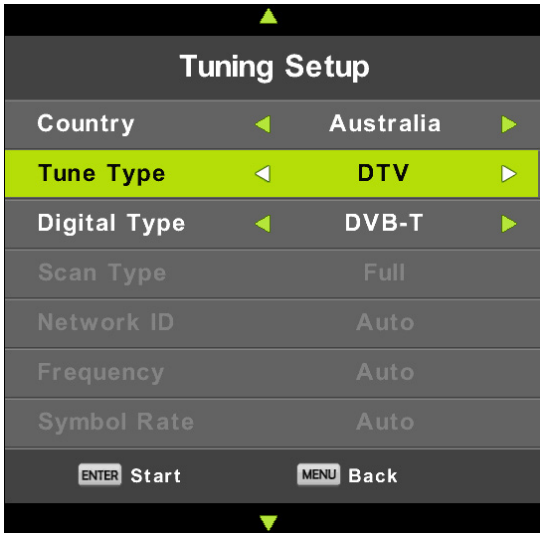 Tuning Setup
Country Australia
Tune Type DTV
Digital Type DVB-T
Scan Type Full
Network ID Auto
Frequency Auto
Symbol Rate Auto
ENTER Start MENU Back